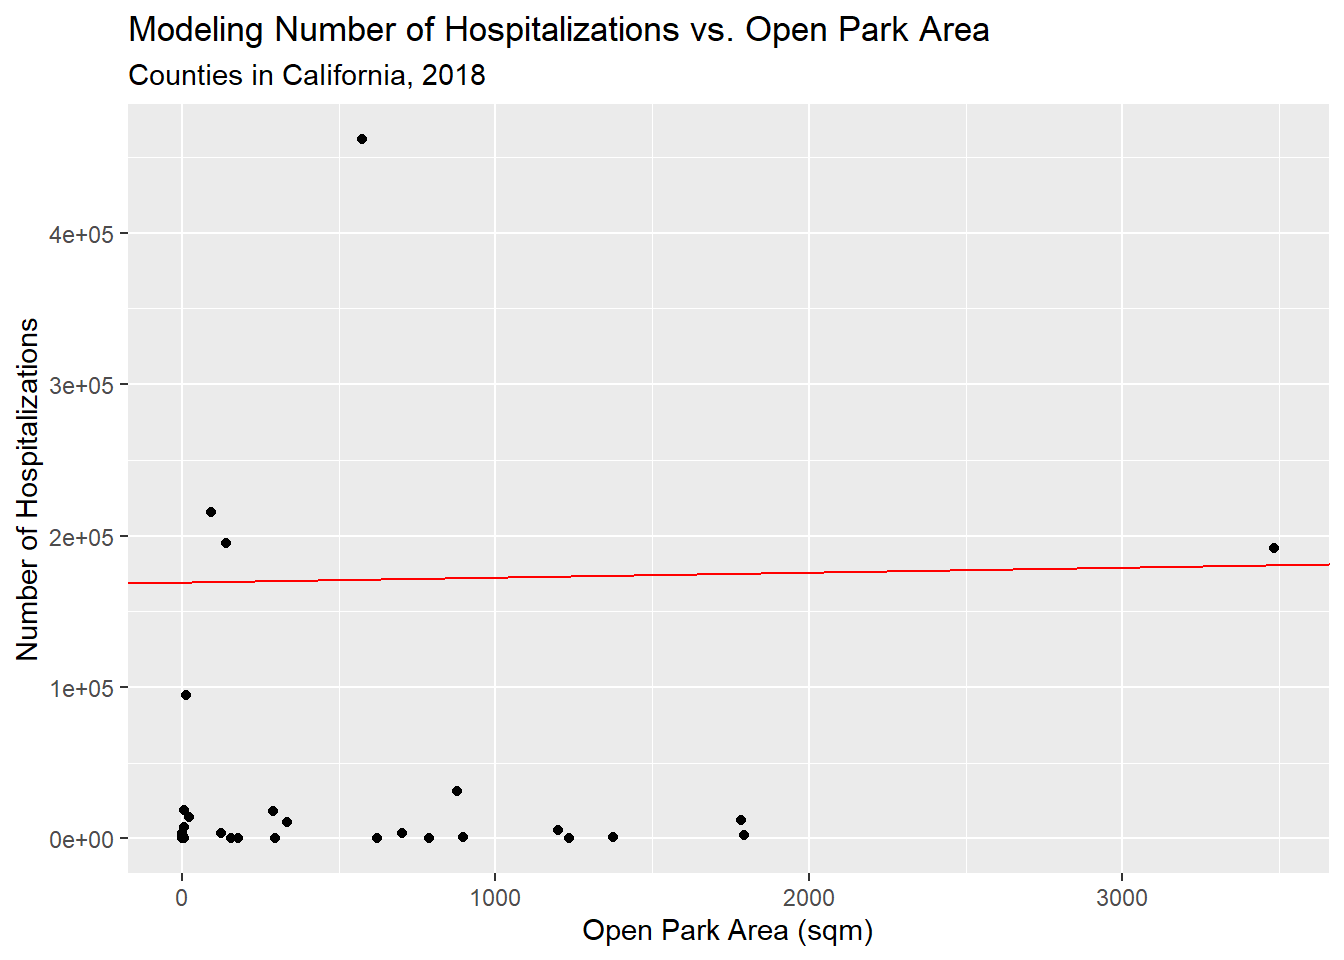 Modeling Number of Hospitalizations vs. Open Park Area
Counties in California, 2018
Number of Hospitalizations
4e+05
3e+05
2e+05
1e+05
0e+00
0
1000
2000
3000
Open Park Area (sqm)